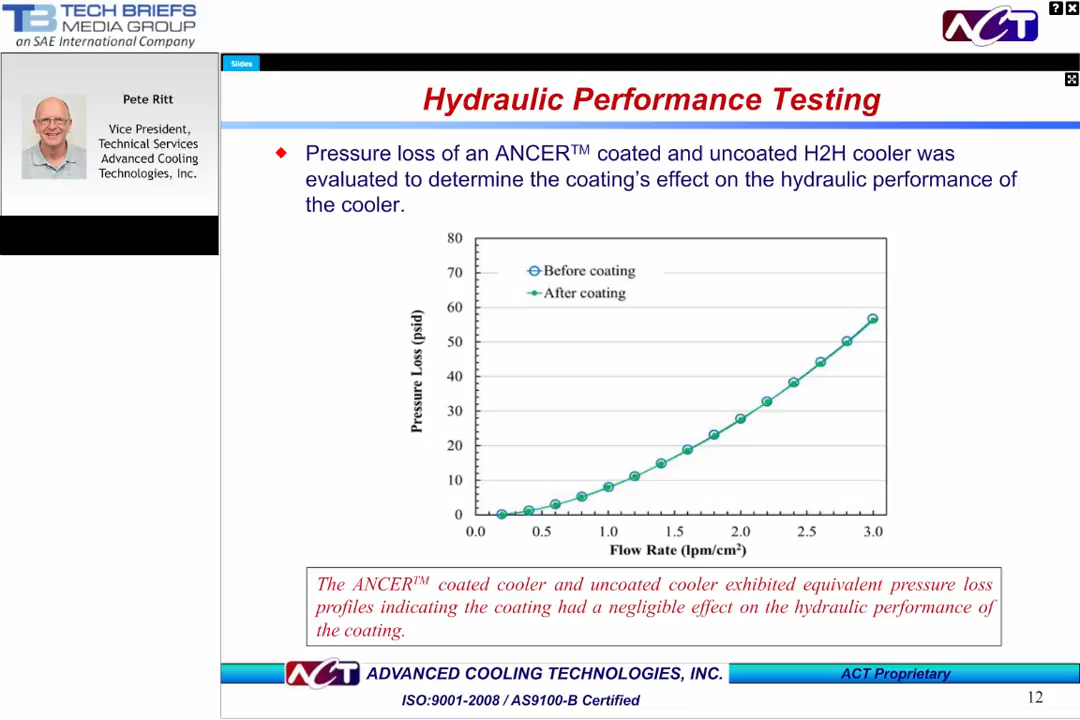 TECH BRIEFS
MEDIA GROUP
an SAE International Company
ACT
?
Slides
Pete Ritt
Vice President,
Technical Services
Advanced Cooling
Technologies, Inc.
Hydraulic Performance Testing
Pressure loss of an ANCER™ coated and uncoated H2H cooler was
evaluated to determine the coating's effect on the hydraulic performance of
the cooler.
80
70
60
50
40
30
20
10
0
Pressure Loss (psid)
Before coating
After coating
0.0 0.5 1.0 1.5 2.0 2.5 3.0
Flow Rate (lpm/cm²)
The ANCER™ coated cooler and uncoated cooler exhibited equivalent pressure loss
profiles indicating the coating had a negligible effect on the hydraulic performance of
the coating.
ACT ADVANCED COOLING TECHNOLOGIES, INC. ACT Proprietary
ISO:9001-2008 / AS9100-B Certified
12